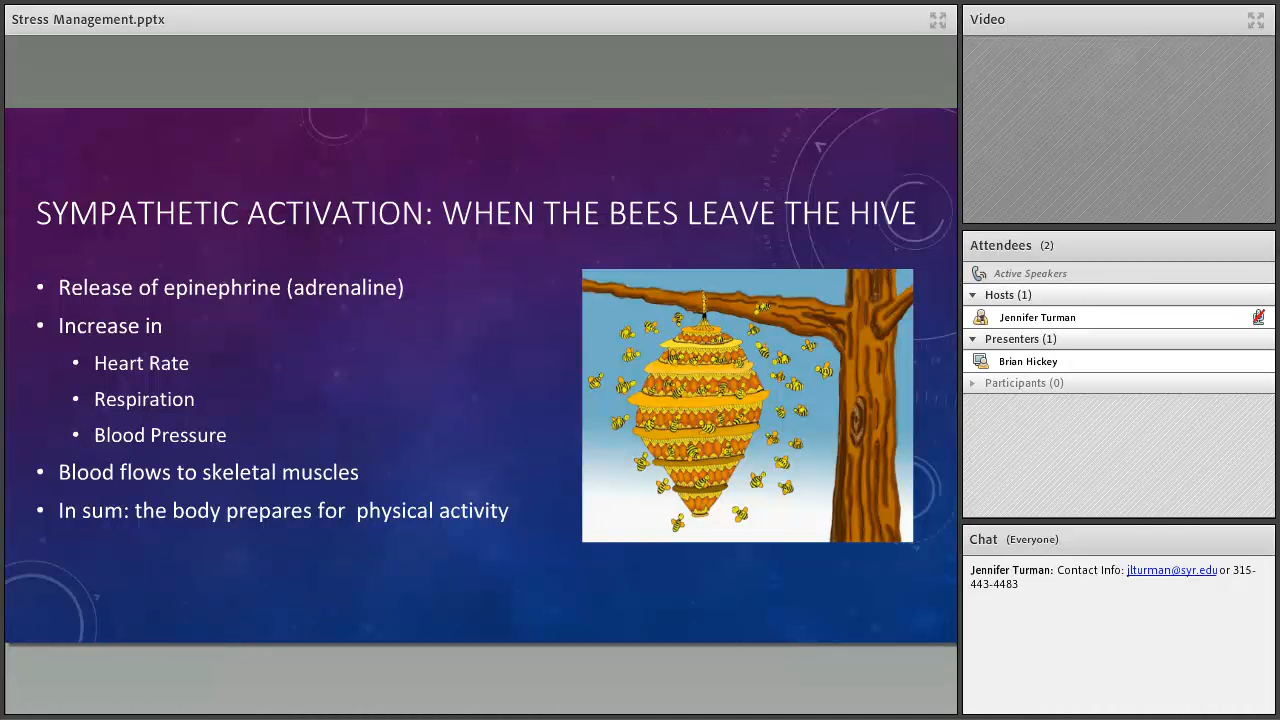 Stress Management.pptx
SYMPATHETIC ACTIVATION: WHEN THE BEES LEAVE THE HIVE
• Release of epinephrine (adrenaline)
• Increase in
• Heart Rate
• Respiration
• Blood Pressure
• Blood flows to skeletal muscles
• In sum: the body prepares for  physical activity
Video
Attendees (2)
Active Speakers
Hosts (1)
Jennifer Turman
Presenters (1)
Brian Hickey
Participants (0)
Chat (Everyone)
Jennifer Turman: Contact Info: jlturman@syr.edu or 315-
443-4483